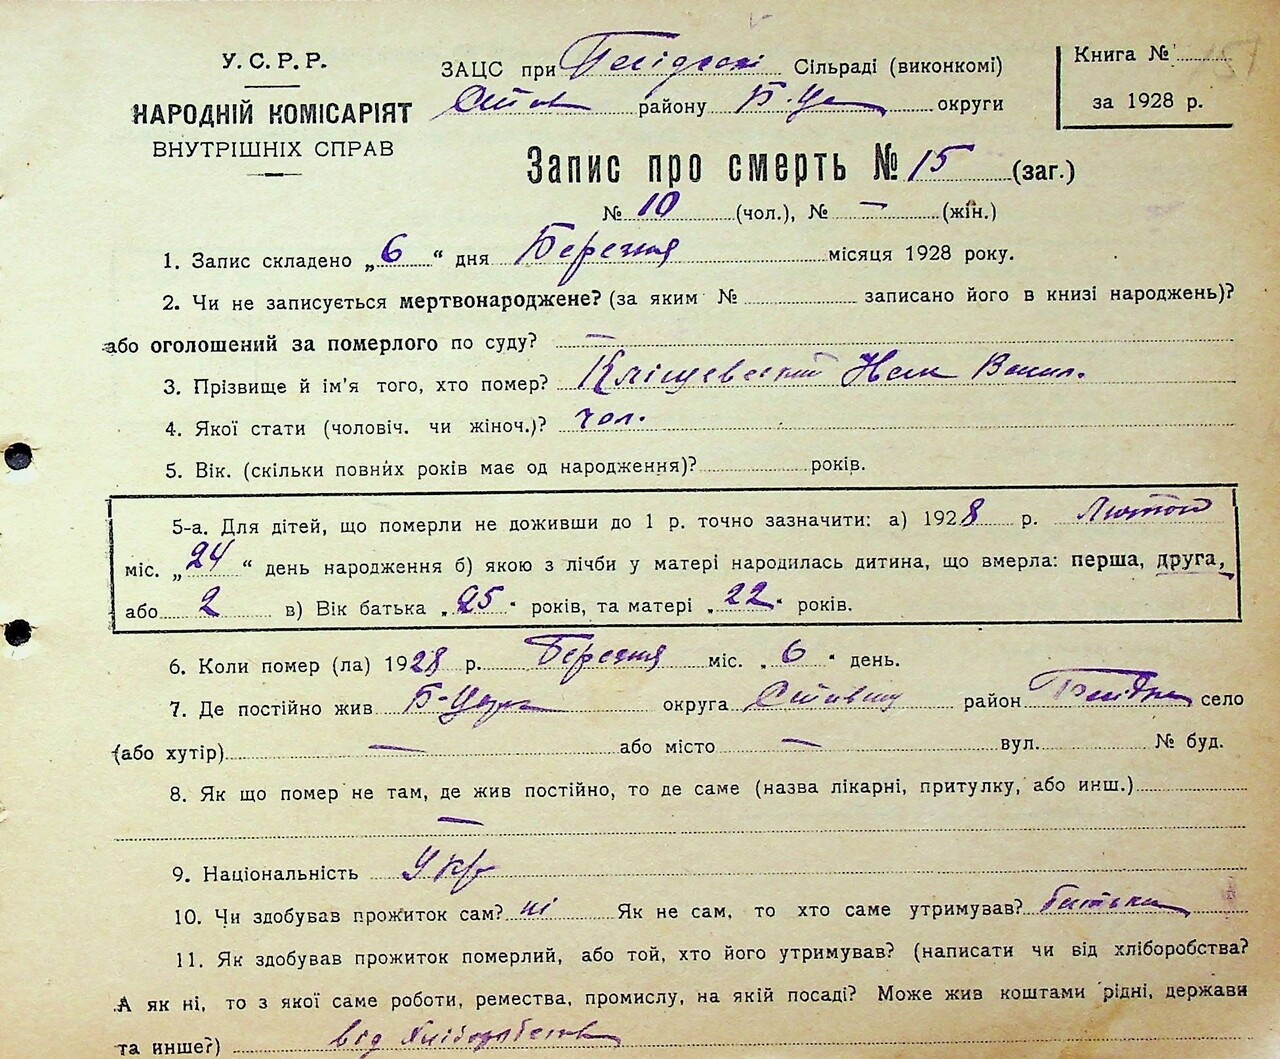 У.С.Р.Р.
НАРОДНІЙ КОМІСАРІЯТ
ВНУТРІШНІХ СПРАВ
ЗАЦС при Сільраді (виконкомі)
Ставищ району Б-Цер округи
Книга №
за 1928 р.
Запис про смерть № 15 (заг.)
№ 10 (чол.), № — (жін.)
1. Запис складено „6“ дня Березня місяця 1928 року.
2. Чи не записується мертвонароджене? (за яким № записано його в книзі народжень)?
або оголошений за померлого по суду? —
3. Прізвище й ім'я того, хто помер? Кліщевський
4. Якої стати (чоловіч. чи жіноч.)? чол.
5. Вік. (скільки повних років має од народження)? років.
5-а. Для дітей, що померли не доживши до 1 р. точно зазначити: а) 1928 р. Лютого
міс. „24“ день народження б) якою з лічби у матері народилась дитина, що вмерла: перша, друга,
або 2 в) Вік батька „25“ років, та матері „22“ років.
6. Коли помер (ла) 1928 р. Березня міс. „6“ день.
7. Де постійно жив Б-Церк округа Ставищ район село
(або хутір) — або місто — вул. № буд.
8. Як що помер не там, де жив постійно, то де саме (назва лікарні, притулку, або инш.)
—
9. Національність Укр
10. Чи здобував прожиток сам? ні Як не сам, то хто саме утримував? батьки
11. Як здобував прожиток померлий, або той, хто його утримував? (написати чи від хліборобства?
А як ні, то з якої саме роботи, ремества, промислу, на якій посаді? Може жив коштами рідні, держави
та инше?) від хліборобства